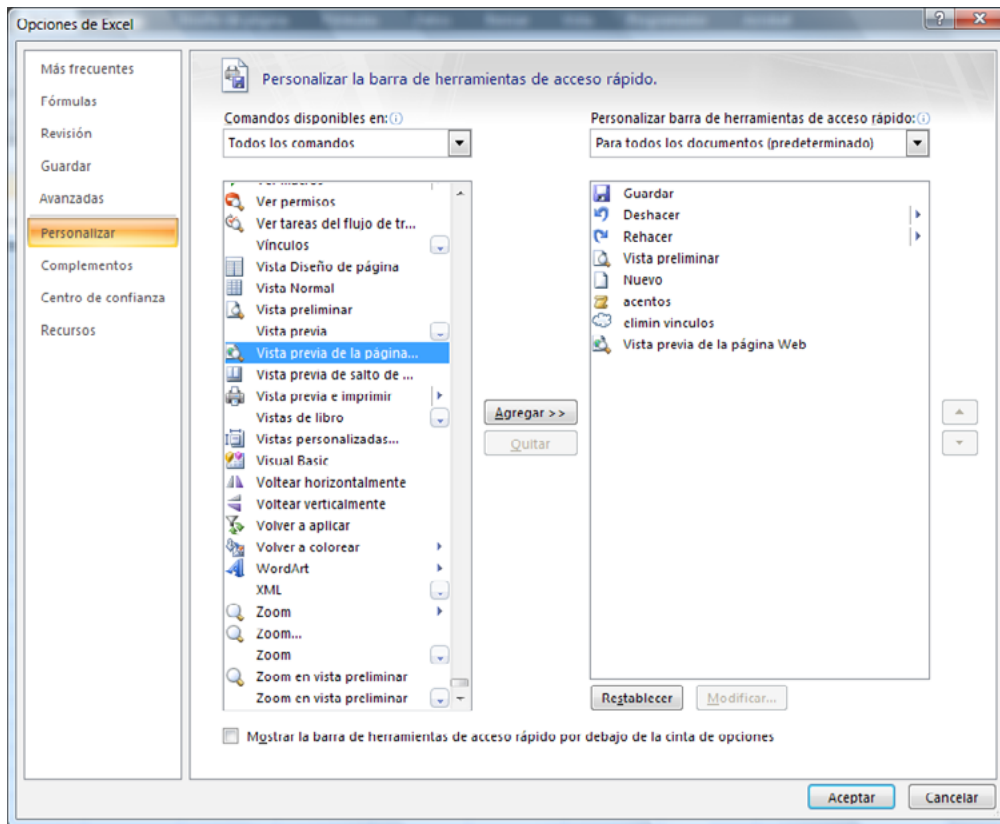 Opciones de Excel
?
Más frecuentes
Fórmulas
Revisión
Guardar
Avanzadas
Personalizar
Complementos
Centro de confianza
Recursos
Personalizar la barra de herramientas de acceso rápido.
Comandos disponibles en:
Todos los comandos
Ver permisos
Ver tareas del flujo de tr...
Vínculos
Vista Diseño de página
Vista Normal
Vista preliminar
Vista previa
Vista previa de la página...
Vista previa de salto de ...
Vista previa e imprimir
Vistas de libro
Vistas personalizadas...
Visual Basic
Voltear horizontalmente
Voltear verticalmente
Volver a aplicar
Volver a colorear
WordArt
XML
Zoom
Zoom...
Zoom
Zoom en vista preliminar
Zoom en vista preliminar
Agregar >>
Quitar
Personalizar barra de herramientas de acceso rápido:
Para todos los documentos (predeterminado)
Guardar
Deshacer
Rehacer
Vista preliminar
Nuevo
acentos
elimin vinculos
Vista previa de la página Web
Restablecer
Modificar...
Mostrar la barra de herramientas de acceso rápido por debajo de la cinta de opciones
Aceptar
Cancelar